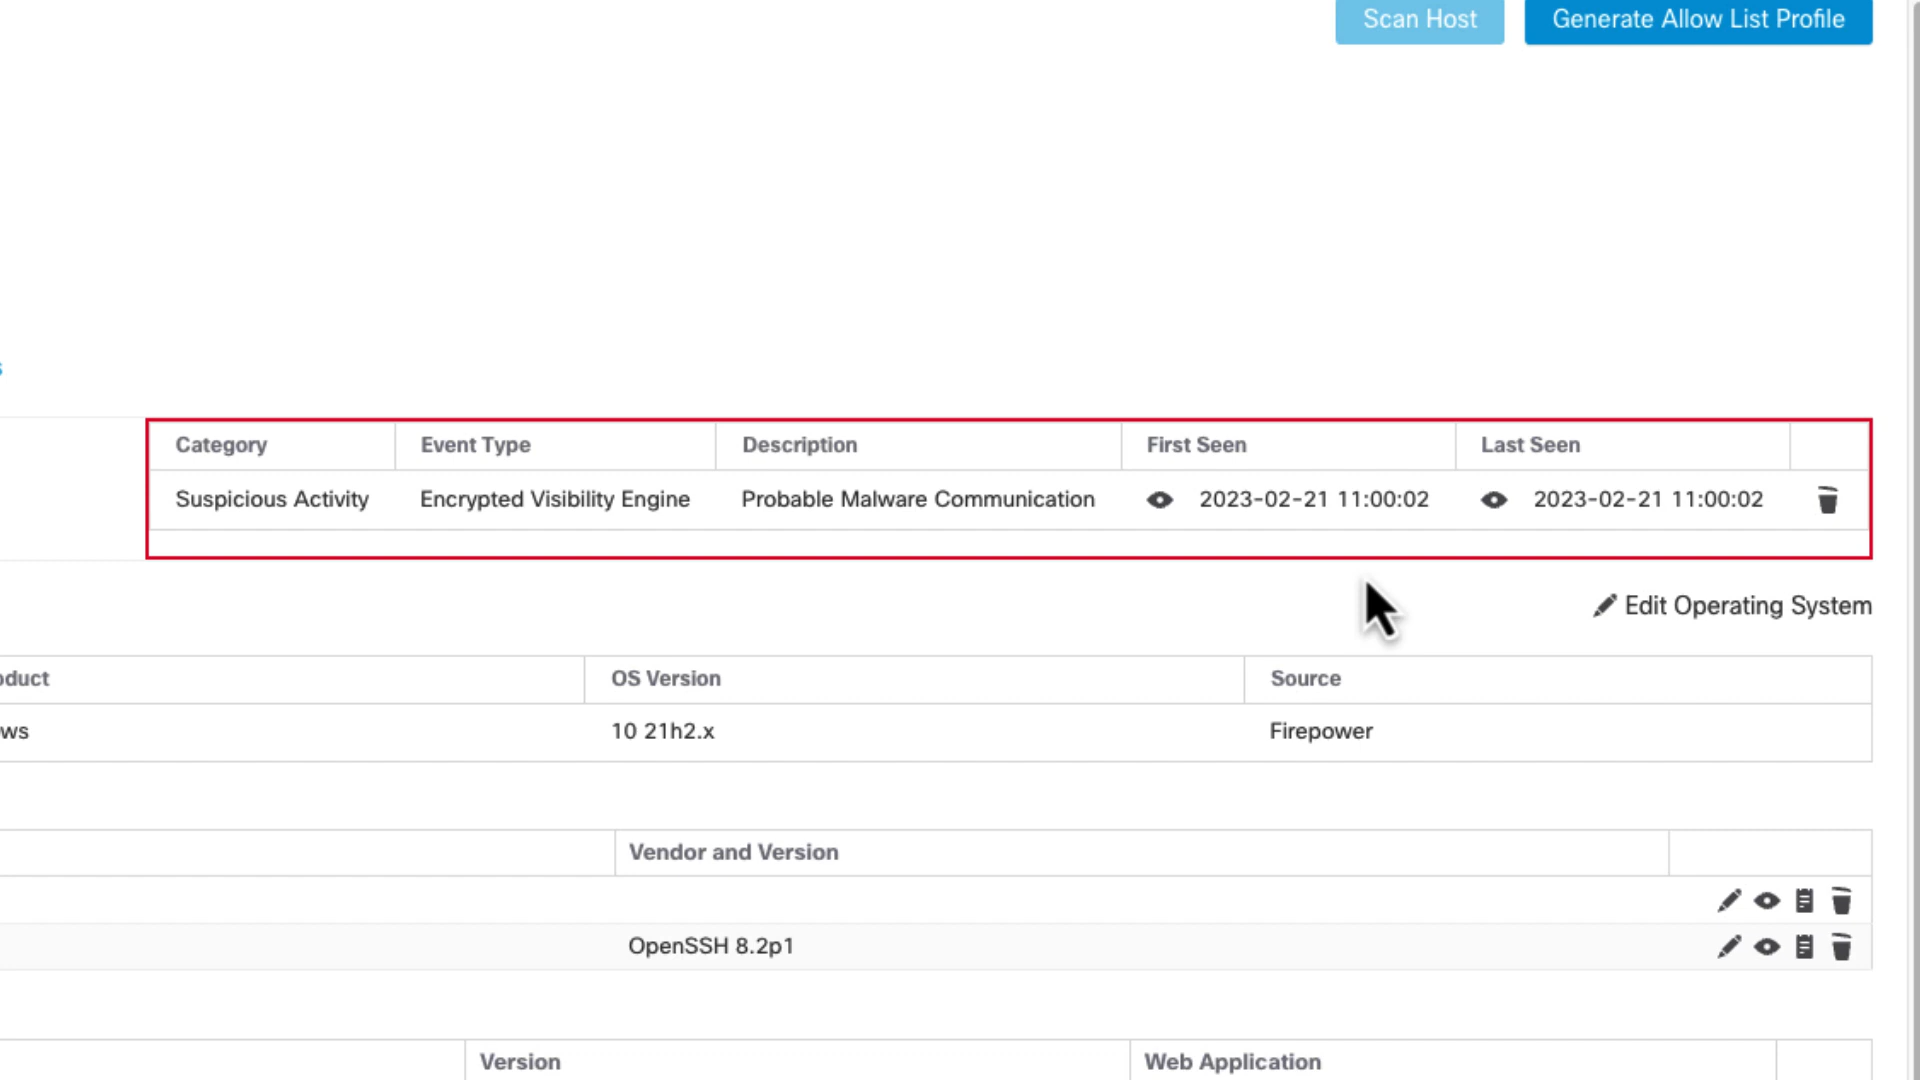 Scan Host Generate Allow List Profile
Category Event Type Description First Seen Last Seen
Suspicious Activity Encrypted Visibility Engine Probable Malware Communication 2023-02-21 11:00:02 2023-02-21 11:00:02
Edit Operating System
oduct OS Version Source
ws 10 21h2.x Firepower
Vendor and Version
OpenSSH 8.2p1
Version Web Application